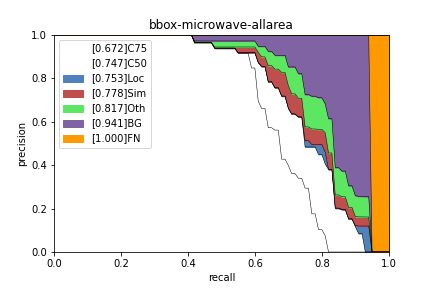 bbox-microwave-allarea
[0.672]C75
[0.747]C50
[0.753]Loc
[0.778]Sim
[0.817]Oth
[0.941]BG
[1.000]FN
precision
1.0
0.8
0.6
0.4
0.2
0.0
0.0 0.2 0.4 0.6 0.8 1.0
recall